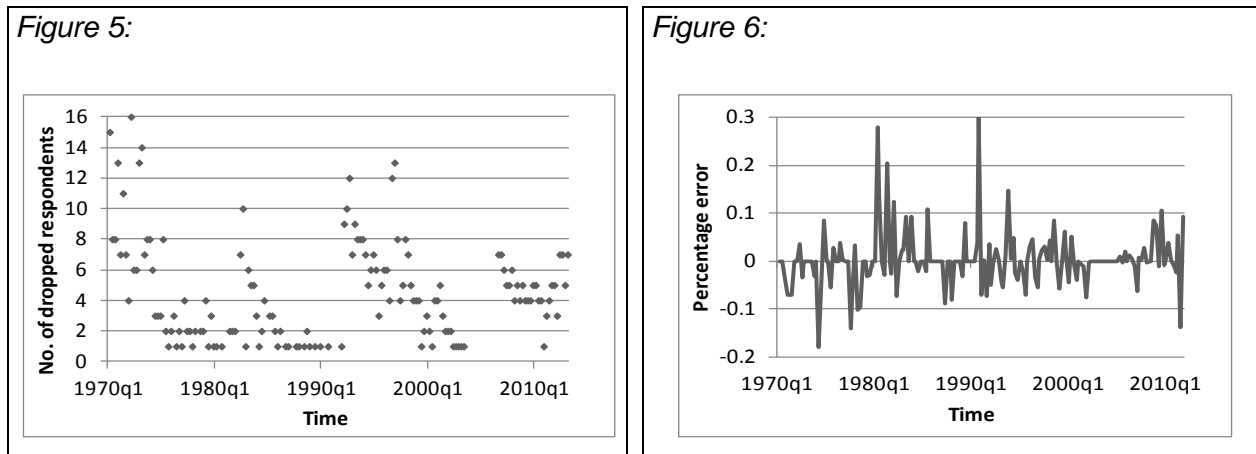 Figure 5:
No. of dropped respondents
16
14
12
10
8
6
4
2
0
1970q1 1980q1 1990q1 2000q1 2010q1
Time
Figure 6:
Percentage error
0.3
0.2
0.1
0
-0.1
-0.2
1970q1 1980q1 1990q1 2000q1 2010q1
Time